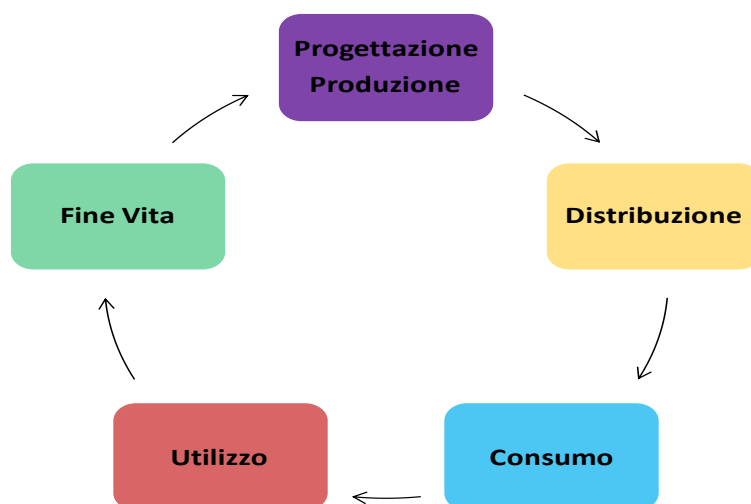 Progettazione
Produzione
Distribuzione
Consumo
Utilizzo
Fine Vita